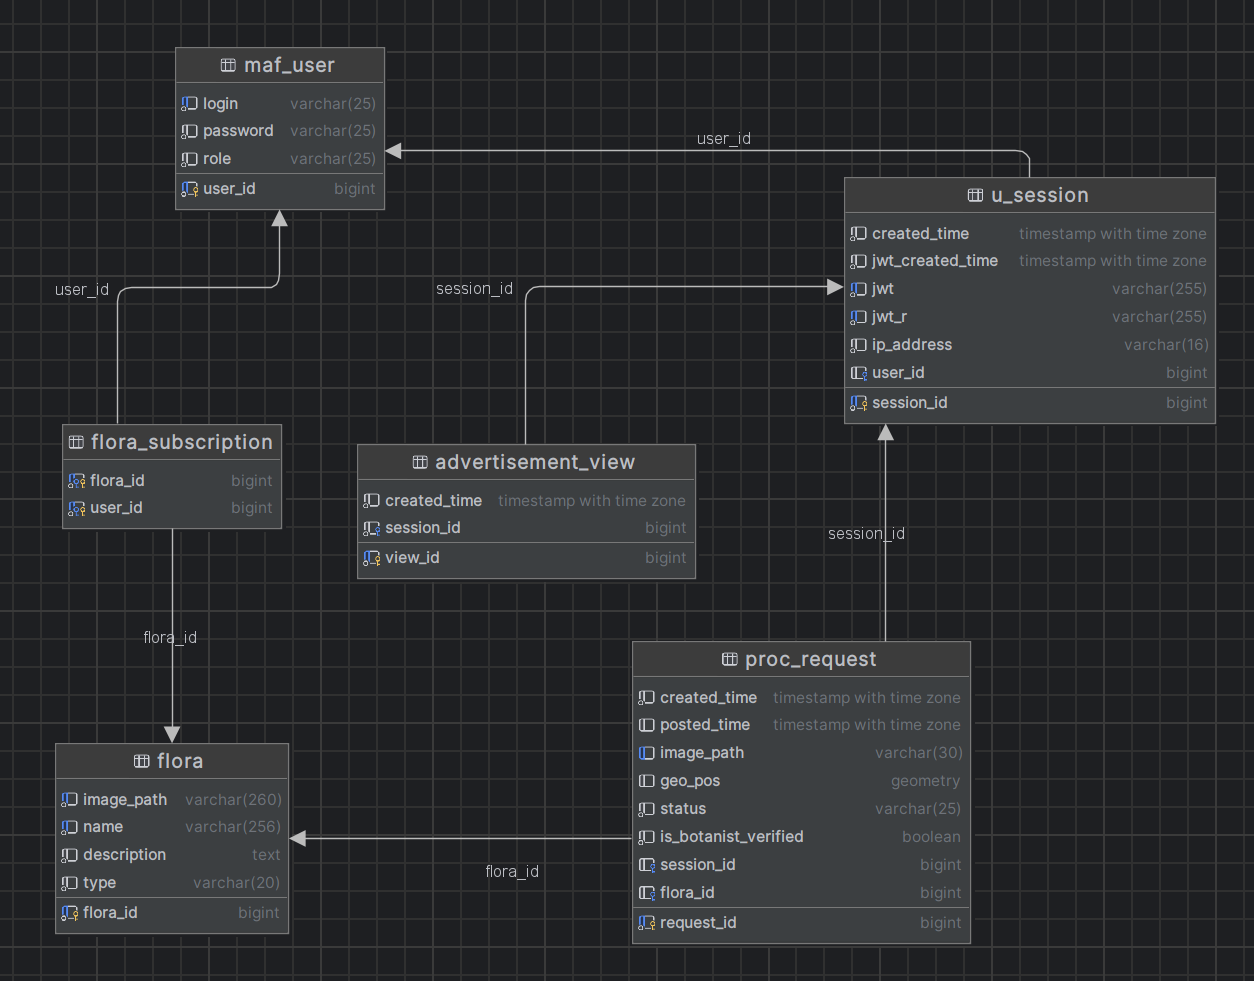 maf_user
login varchar(25)
password varchar(25)
role varchar(25)
user_id bigint
user_id
u_session
created_time timestamp with time zone
jwt_created_time timestamp with time zone
jwt varchar(255)
jwt_r varchar(255)
ip_address varchar(16)
user_id bigint
session_id bigint
user_id
session_id
flora_subscription
flora_id bigint
user_id bigint
advertisement_view
created_time timestamp with time zone
session_id bigint
view_id bigint
session_id
flora_id
proc_request
created_time timestamp with time zone
posted_time timestamp with time zone
image_path varchar(30)
geo_pos geometry
status varchar(25)
is_botanist_verified boolean
session_id bigint
flora_id bigint
request_id bigint
flora
image_path varchar(260)
name varchar(256)
description text
type varchar(20)
flora_id bigint
flora_id